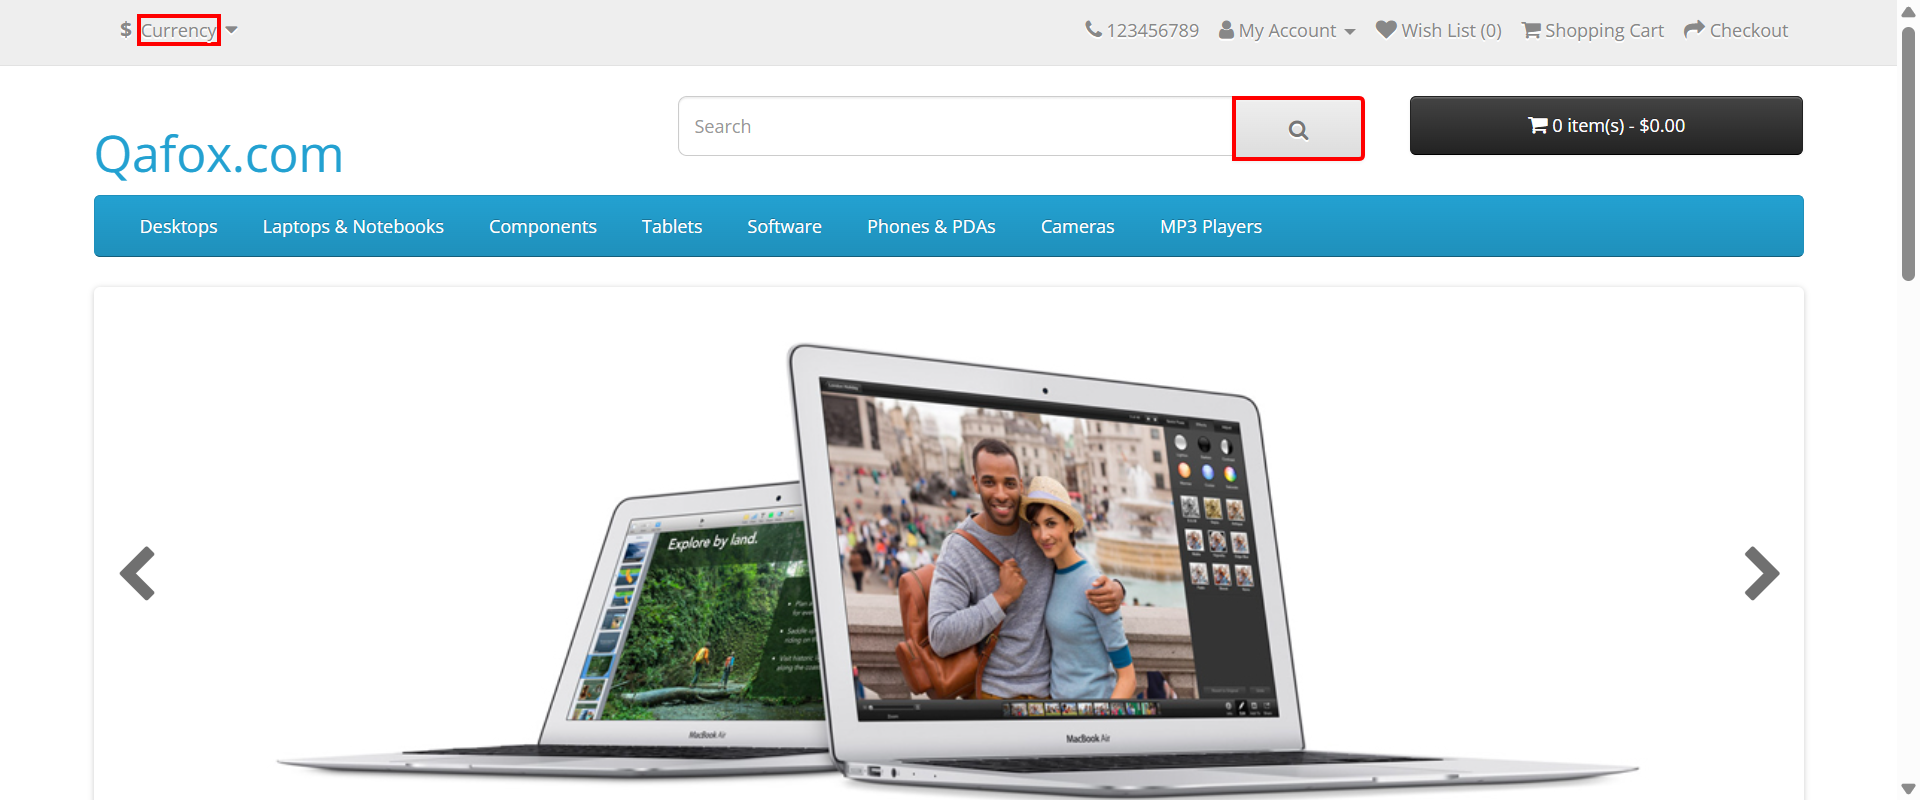 $ Currency
123456789 My Account Wish List (0) Shopping Cart Checkout
Qafox.com
Search
0 item(s) - $0.00
Desktops Laptops & Notebooks Components Tablets Software Phones & PDAs Cameras MP3 Players
Explore by land.
MacBook Air
MacBook Air